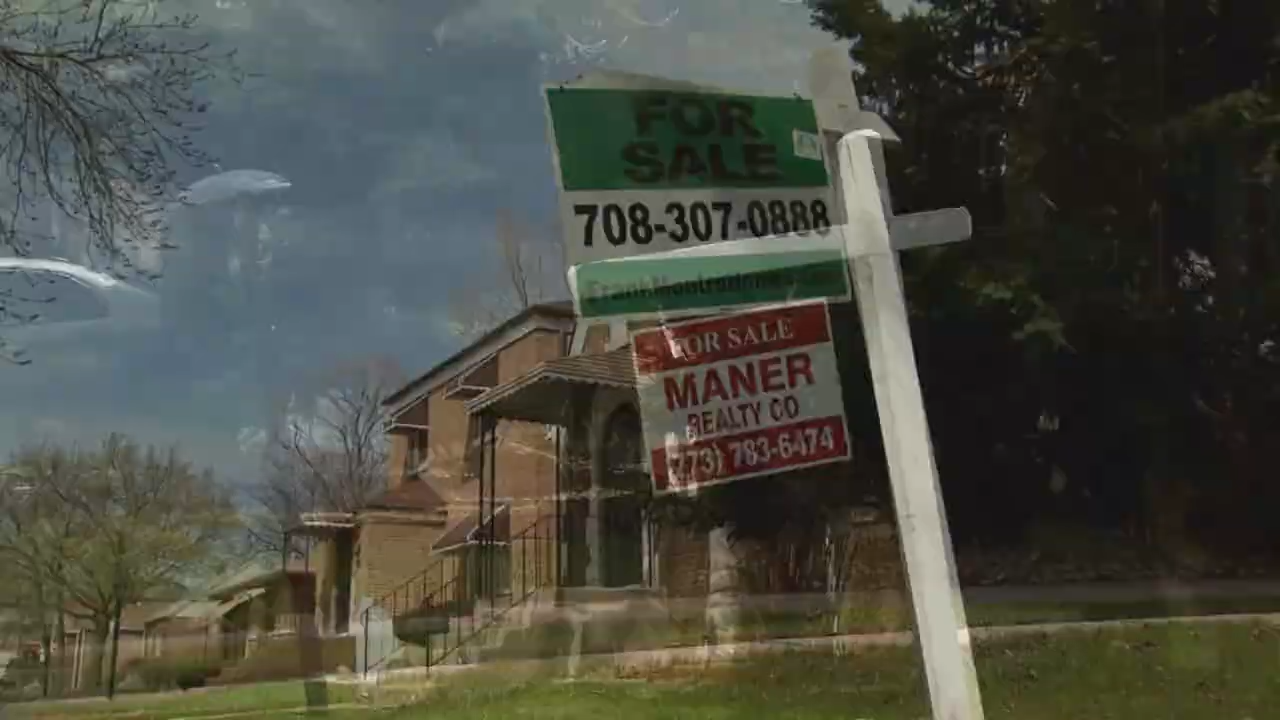 FOR
SALE
708-307-0888
FOR SALE
MANER
REALTY CO
(773) 783-6474